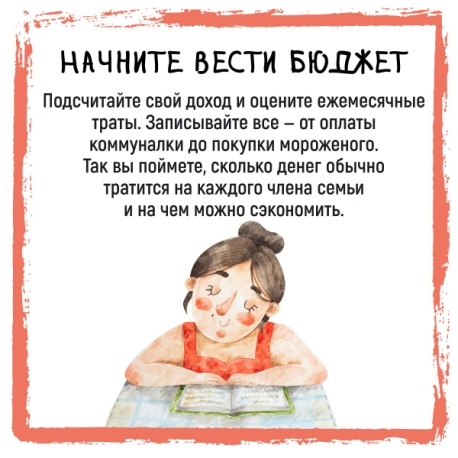 НАЧНИТЕ ВЕСТИ БЮДЖЕТ
Подсчитайте свой доход и оцените ежемесячные
траты. Записывайте все – от оплаты
коммуналки до покупки мороженого.
Так вы поймете, сколько денег обычно
тратится на каждого члена семьи
и на чем можно сэкономить.